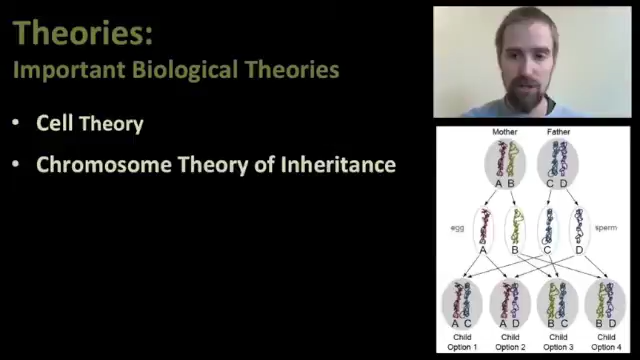 Theories:
Important Biological Theories
• Cell Theory
• Chromosome Theory of Inheritance
Mother Father
A B C D
egg sperm
A B C D
A C A D B C B D
Child Child Child Child
Option 1 Option 2 Option 3 Option 4